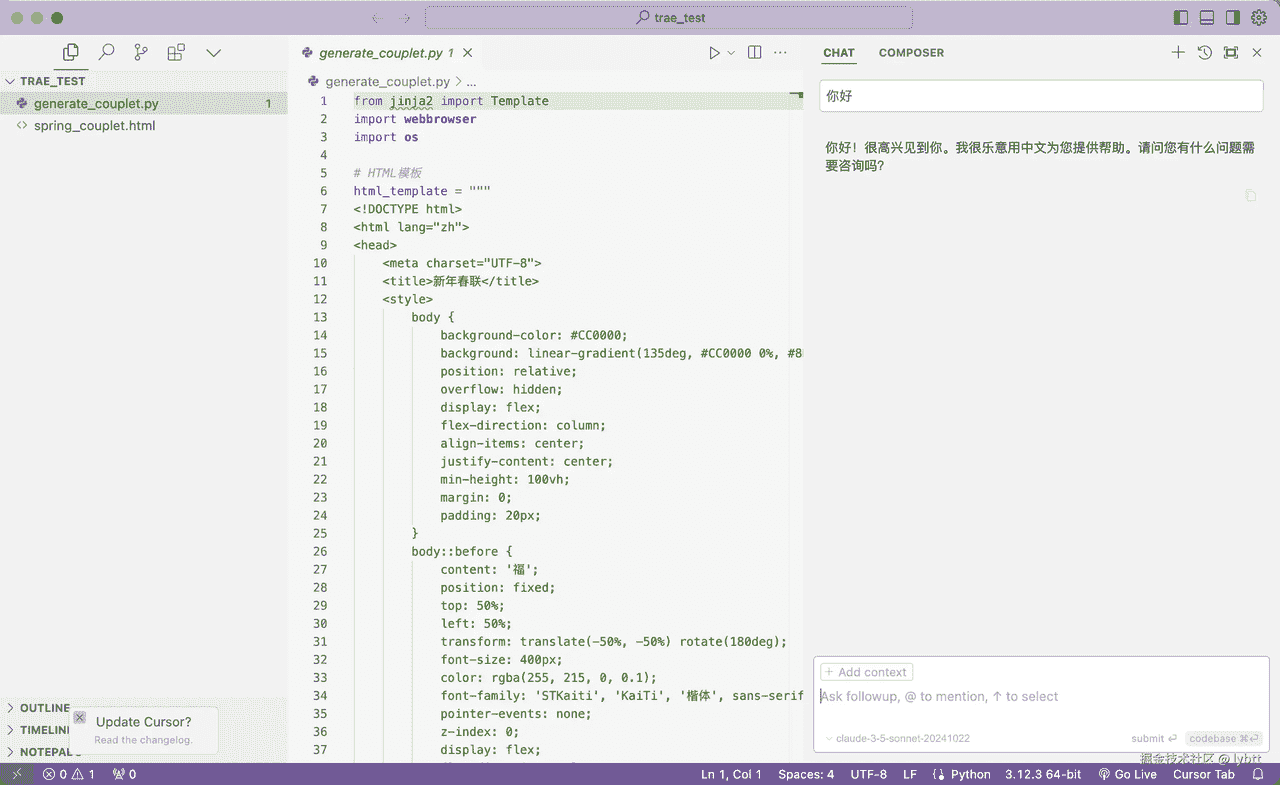 trae_test
TRAE_TEST
generate_couplet.py 1
spring_couplet.html
OUTLINE
TIMELIN
NOTEPAD
Update Cursor?
Read the changelog.
generate_couplet.py 1
generate_couplet.py > ...
1 from jinja2 import Template
2 import webbrowser
3 import os
4
5 # HTML模板
6 html_template = """
7 <!DOCTYPE html>
8 <html lang="zh">
9 <head>
10 <meta charset="UTF-8">
11 <title>新年春联</title>
12 <style>
13 body {
14 background-color: #CC0000;
15 background: linear-gradient(135deg, #CC0000 0%, #8
16 position: relative;
17 overflow: hidden;
18 display: flex;
19 flex-direction: column;
20 align-items: center;
21 justify-content: center;
22 min-height: 100vh;
23 margin: 0;
24 padding: 20px;
25 }
26 body::before {
27 content: '福';
28 position: fixed;
29 top: 50%;
30 left: 50%;
31 transform: translate(-50%, -50%) rotate(180deg);
32 font-size: 400px;
33 color: rgba(255, 215, 0, 0.1);
34 font-family: 'STKaiti', 'KaiTi', '楷体', sans-serif
35 pointer-events: none;
36 z-index: 0;
37 display: flex;
CHAT COMPOSER
你好
你好！很高兴见到你。我很乐意用中文为您提供帮助。请问您有什么问题需
要咨询吗？
+ Add context
Ask followup, @ to mention, ↑ to select
claude-3-5-sonnet-20241022 submit ⏎ codebase ⌘⏎
掘金技术社区 @ lybtt
0 1 0 Ln 1, Col 1 Spaces: 4 UTF-8 LF Python 3.12.3 64-bit Go Live Cursor Tab